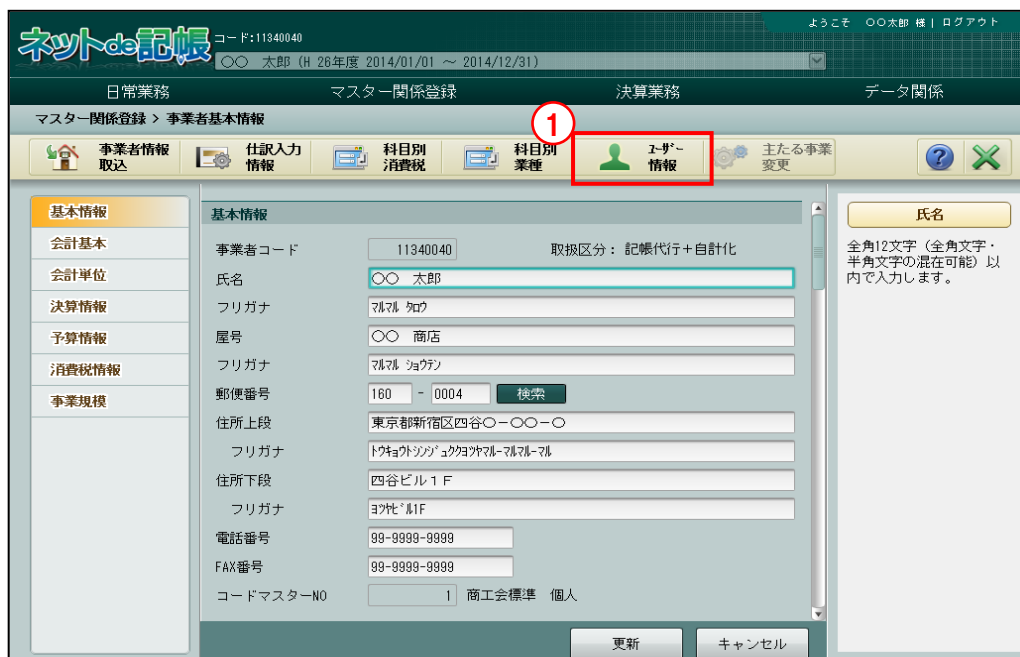 ようこそ 〇〇太郎 様 | ログアウト
ネットde記帳
コード:11340040
〇〇 太郎 (H 26年度 2014/01/01 ～ 2014/12/31)
日常業務 マスター関係登録 決算業務 データ関係
マスター関係登録 > 事業者基本情報
1
事業者情報取込 仕訳入力情報 科目別消費税 科目別業種 ﾕｰｻﾞｰ情報 主たる事業変更 ?
基本情報
会計基本
会計単位
決算情報
予算情報
消費税情報
事業規模
基本情報
事業者コード 11340040 取扱区分：記帳代行＋自計化
氏名 〇〇 太郎
フリガナ ﾏﾙﾏﾙ ﾀﾛｳ
屋号 〇〇 商店
フリガナ ﾏﾙﾏﾙ ｼｮｳﾃﾝ
郵便番号 160 - 0004 検索
住所上段 東京都新宿区四谷〇－〇〇－〇
フリガナ ﾄｳｷｮｳﾄｼﾝｼﾞｭｸｸﾖﾂﾔﾏﾙ-ﾏﾙﾏﾙ-ﾏﾙ
住所下段 四谷ビル１Ｆ
フリガナ ﾖﾂﾔﾋﾞﾙ1F
電話番号 99-9999-9999
FAX番号 99-9999-9999
コードマスターNO 1 商工会標準 個人
更新 キャンセル
氏名
全角12文字（全角文字・
半角文字の混在可能）以
内で入力します。